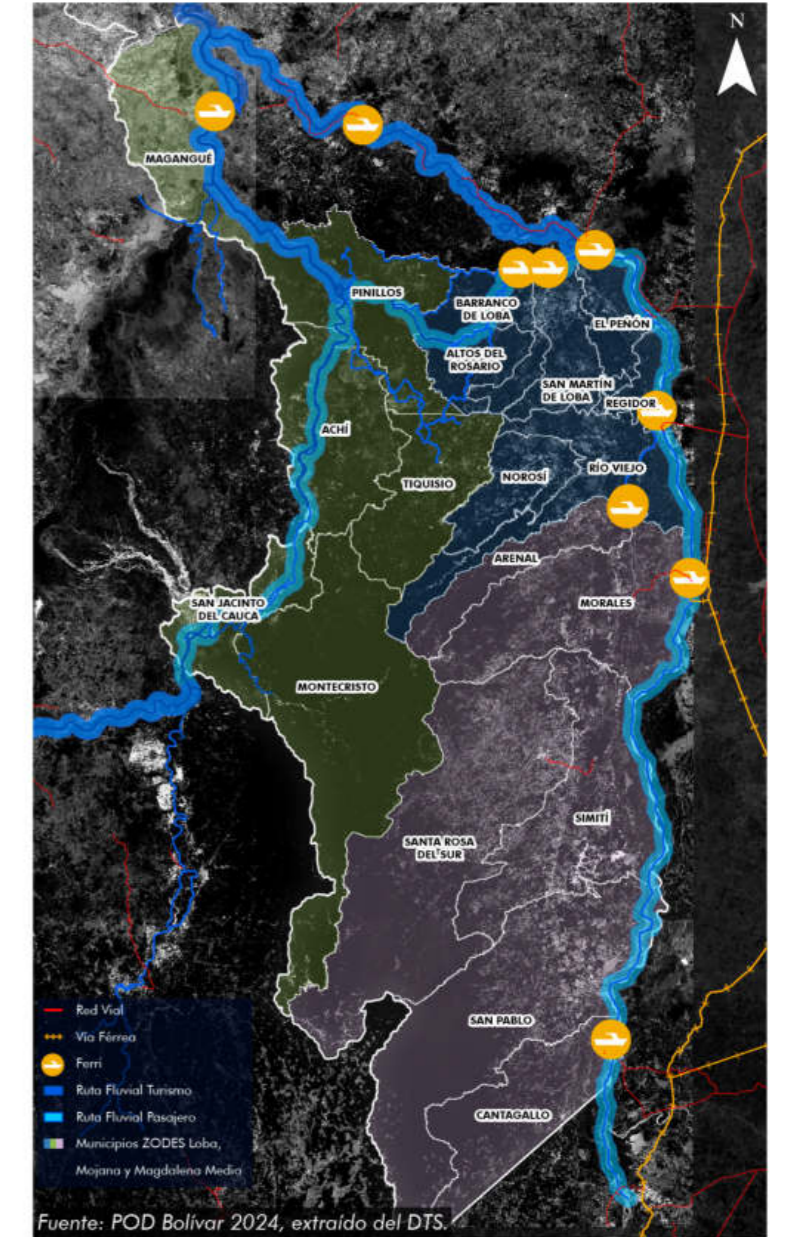 N
MAGANGUÉ
PINILLOS
BARRANCO
DE LOBA
EL PEÑÓN
ALTOS DEL
ROSARIO
SAN MARTÍN
DE LOBA
REGIDOR
ACHÍ
TIQUISIO
NOROSÍ
RÍO VIEJO
ARENAL
MORALES
SAN JACINTO
DEL CAUCA
MONTECRISTO
SIMITÍ
SANTA ROSA
DEL SUR
SAN PABLO
CANTAGALLO
Red Vial
Vía Férrea
Ferri
Ruta Fluvial Turismo
Ruta Fluvial Pasajero
Municipios ZODES Loba,
Mojana y Magdalena Medio
Fuente: POD Bolívar 2024, extraído del DTS.